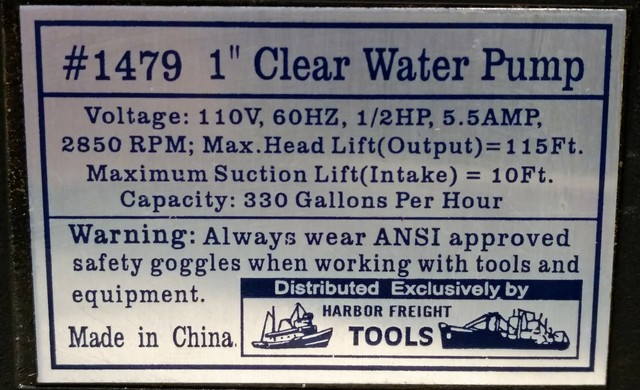 #1479 1" Clear Water Pump
Voltage: 110V, 60HZ, 1/2HP, 5.5AMP,
2850 RPM; Max.Head Lift(Output)=115Ft.
Maximum Suction Lift(Intake) = 10Ft.
Capacity: 330 Gallons Per Hour
Warning: Always wear ANSI approved
safety goggles when working with tools and
equipment.
Made in China.
Distributed Exclusively by
HARBOR FREIGHT
TOOLS